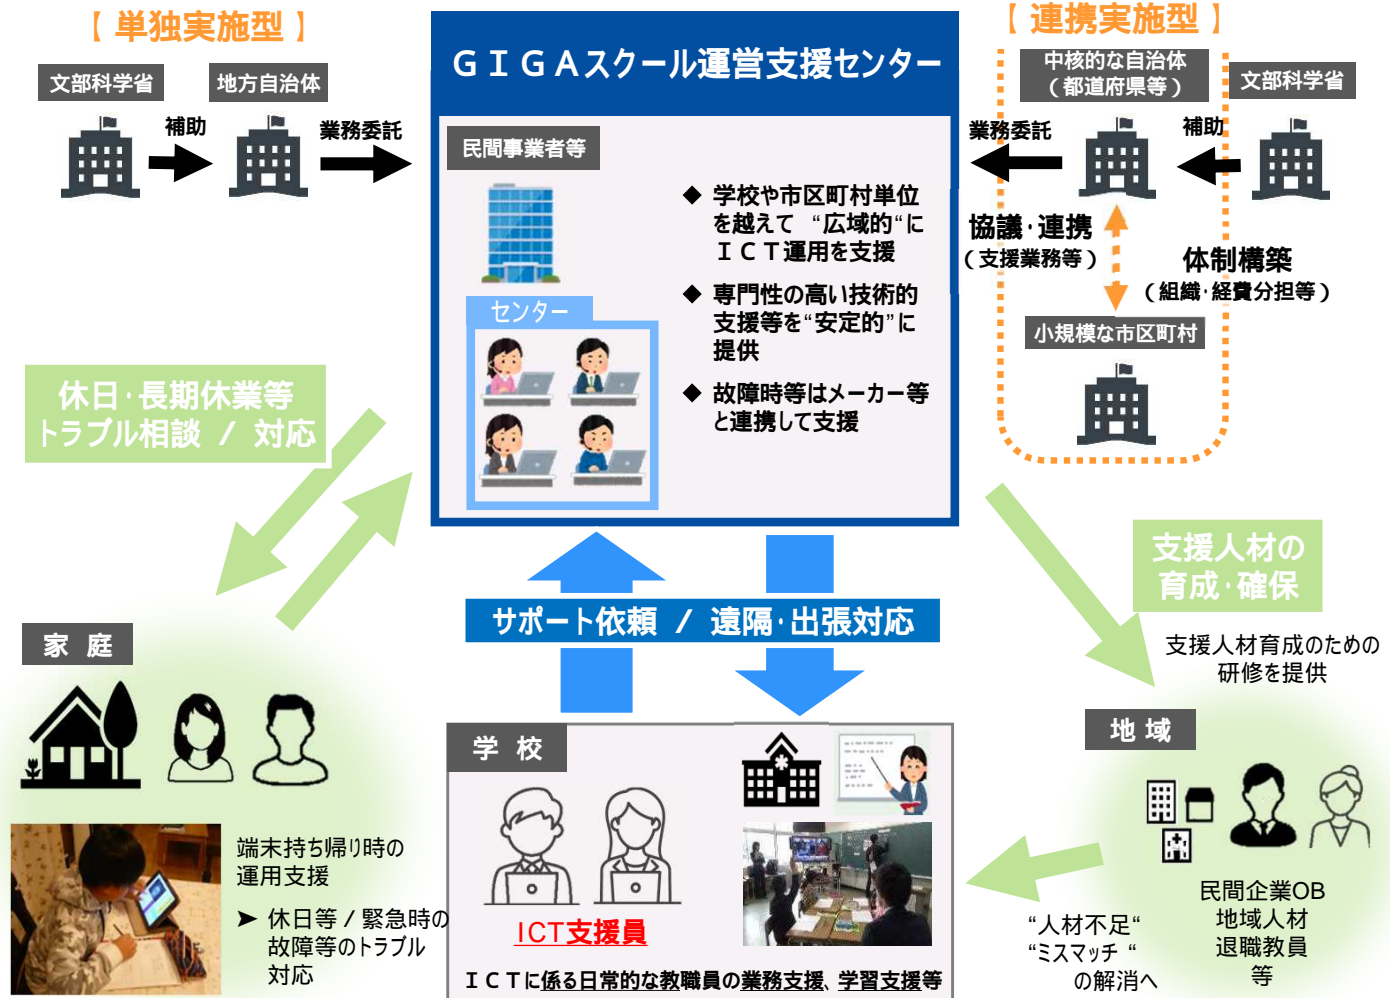 【 単独実施型 】
文部科学省
地方自治体
補助
業務委託
GIGAスクール運営支援センター
民間事業者等
◆ 学校や市区町村単位
を越えて “広域的“に
ICT運用を支援
◆ 専門性の高い技術的
支援等を“安定的”に
提供
◆ 故障時等はメーカー等
と連携して支援
センター
【 連携実施型 】
中核的な自治体
(都道府県等)
文部科学省
業務委託
補助
協議・連携
(支援業務等)
体制構築
(組織・経費分担等)
小規模な市区町村
休日・長期休業等
トラブル相談 / 対応
サポート依頼 / 遠隔・出張対応
支援人材の
育成・確保
支援人材育成のための
研修を提供
家 庭
端末持ち帰り時の
運用支援
➤ 休日等/緊急時の
故障等のトラブル
対応
学 校
ICT支援員
ICTに係る日常的な教職員の業務支援、学習支援等
地 域
民間企業OB
地域人材
退職教員
等
“人材不足“
“ミスマッチ “
の解消へ